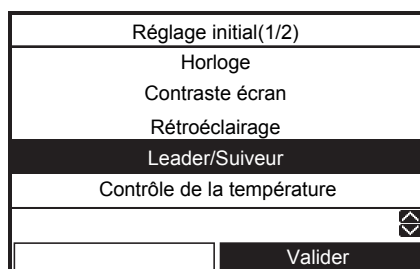 Réglage initial(1/2)
Horloge
Contraste écran
Rétroéclairage
Leader/Suiveur
Contrôle de la température
Valider